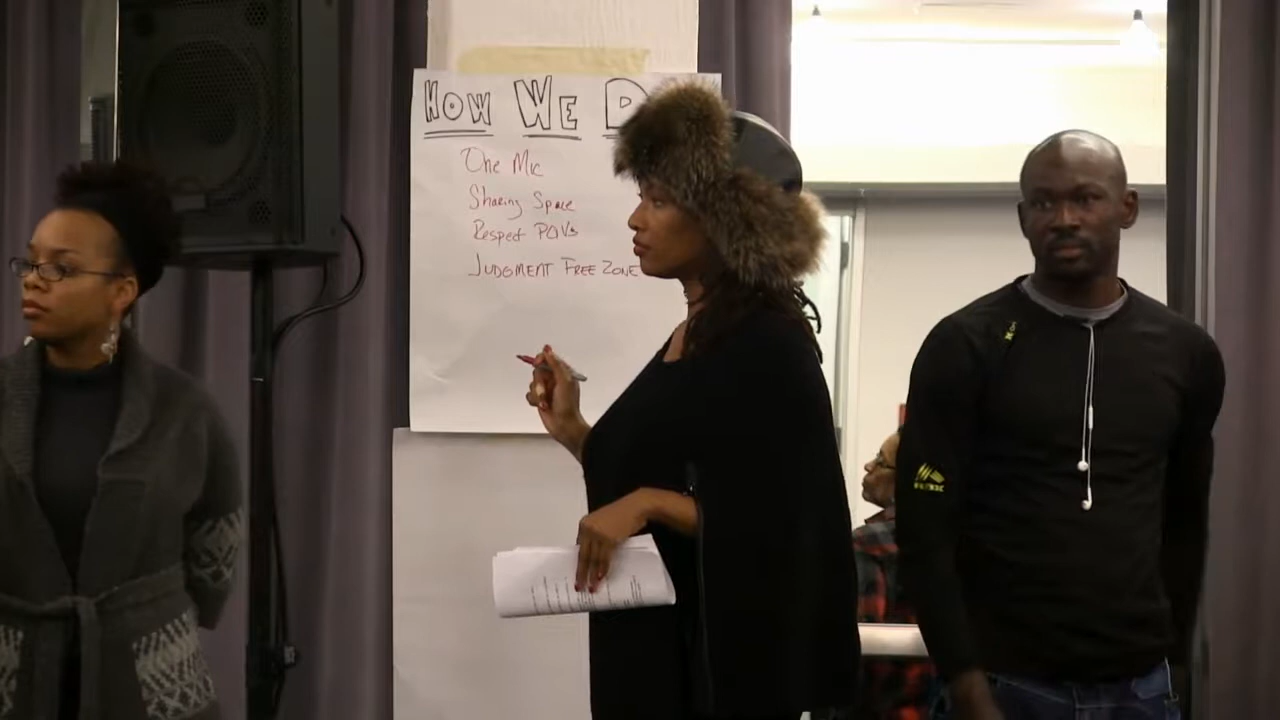 HOW WE D
One Mic
Sharing Space
Respect POVs
JUDGMENT FREE ZONE